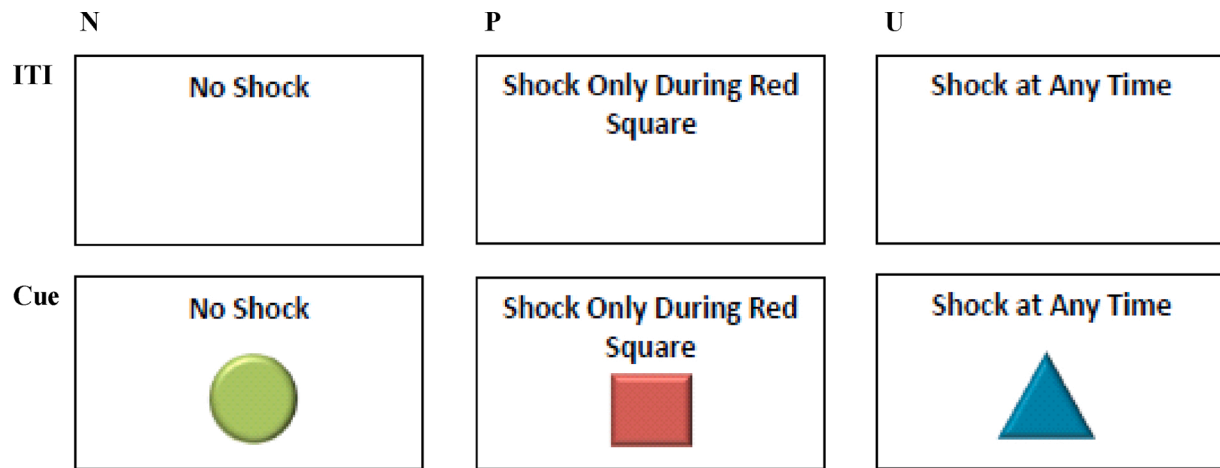 N P U
ITI
No Shock
Shock Only During Red
Square
Shock at Any Time
Cue
No Shock
Shock Only During Red
Square
Shock at Any Time